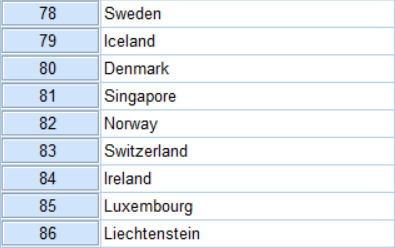 78 Sweden
79 Iceland
80 Denmark
81 Singapore
82 Norway
83 Switzerland
84 Ireland
85 Luxembourg
86 Liechtenstein